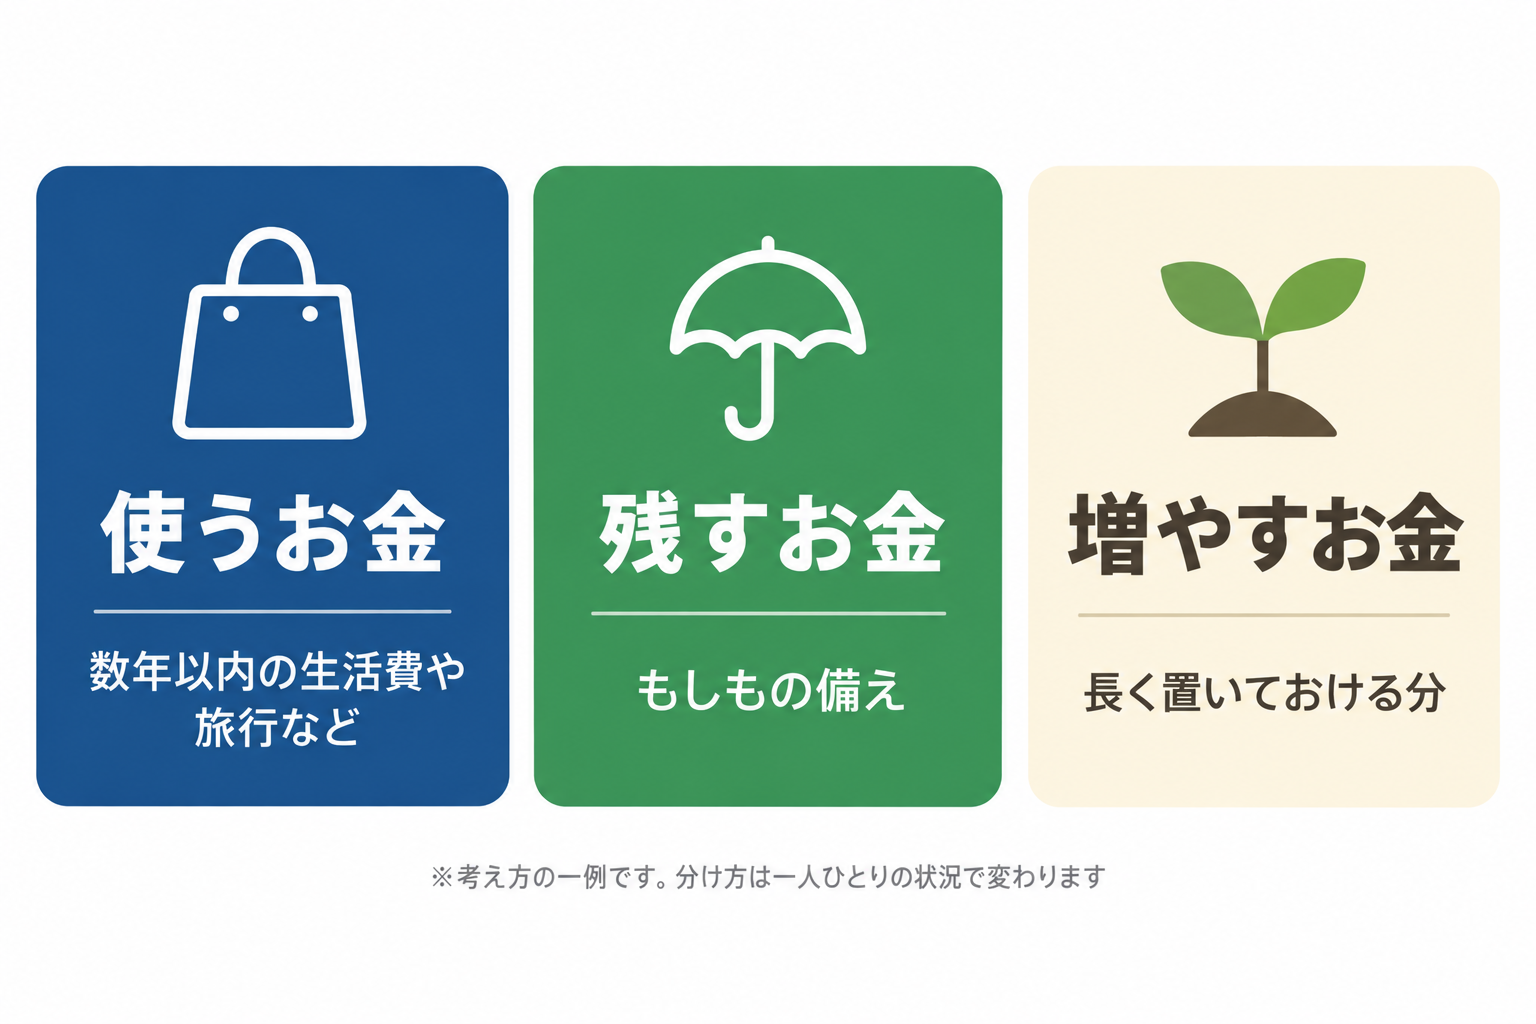 使うお金
数年以内の生活費や
旅行など
残すお金
もしもの備え
増やすお金
長く置いておける分
※考え方の一例です。分け方は一人ひとりの状況で変わります